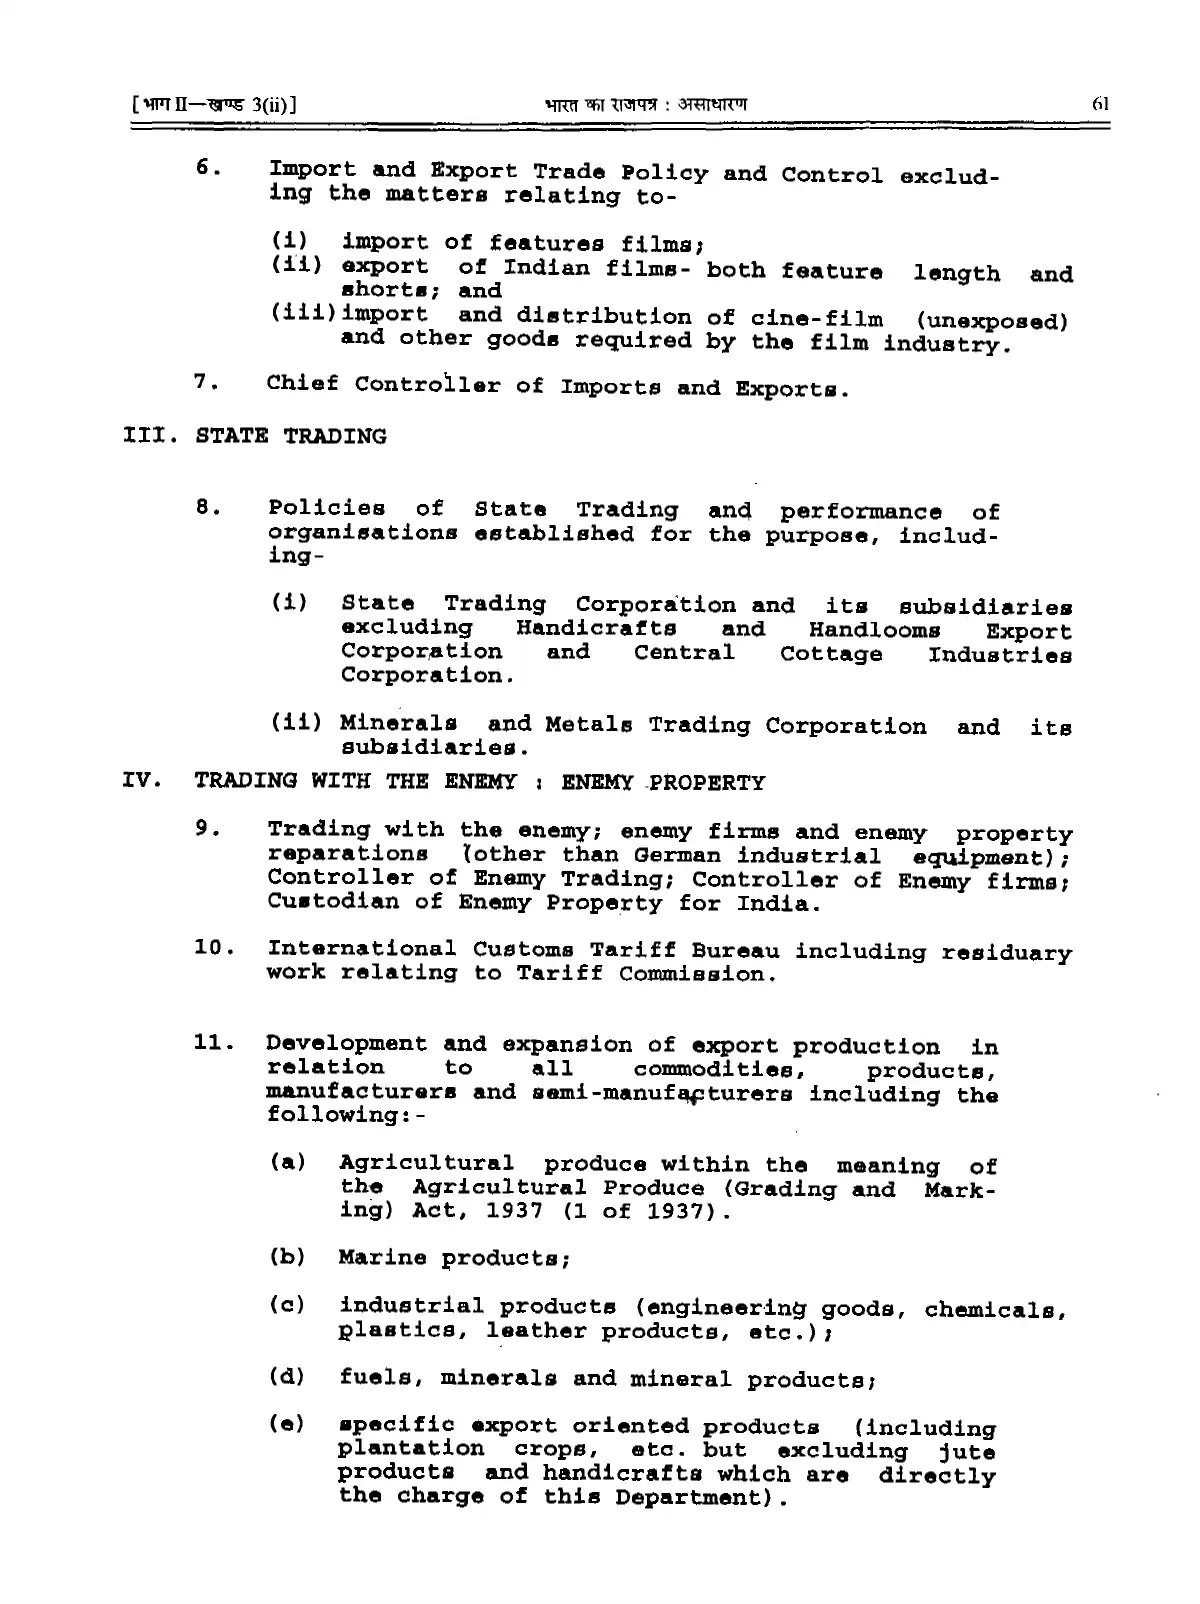 [भाग II—खण्ड 3(ii)] भारत का राजपत्र : असाधारण 61
6. Import and Export Trade Policy and Control exclud-
ing the matters relating to-
(i) import of features films;
(ii) export of Indian films- both feature length and
shorts; and
(iii) import and distribution of cine-film (unexposed)
and other goods required by the film industry.
7. Chief Controller of Imports and Exports.
III. STATE TRADING
8. Policies of State Trading and performance of
organisations established for the purpose, includ-
ing-
(i) State Trading Corporation and its subsidiaries
excluding Handicrafts and Handlooms Export
Corporation and Central Cottage Industries
Corporation.
(ii) Minerals and Metals Trading Corporation and its
subsidiaries.
IV. TRADING WITH THE ENEMY : ENEMY PROPERTY
9. Trading with the enemy; enemy firms and enemy property
reparations (other than German industrial equipment);
Controller of Enemy Trading; Controller of Enemy firms;
Custodian of Enemy Property for India.
10. International Customs Tariff Bureau including residuary
work relating to Tariff Commission.
11. Development and expansion of export production in
relation to all commodities, products,
manufacturers and semi-manufacturers including the
following:-
(a) Agricultural produce within the meaning of
the Agricultural Produce (Grading and Mark-
ing) Act, 1937 (1 of 1937).
(b) Marine products;
(c) industrial products (engineering goods, chemicals,
plastics, leather products, etc.);
(d) fuels, minerals and mineral products;
(e) specific export oriented products (including
plantation crops, etc. but excluding jute
products and handicrafts which are directly
the charge of this Department).